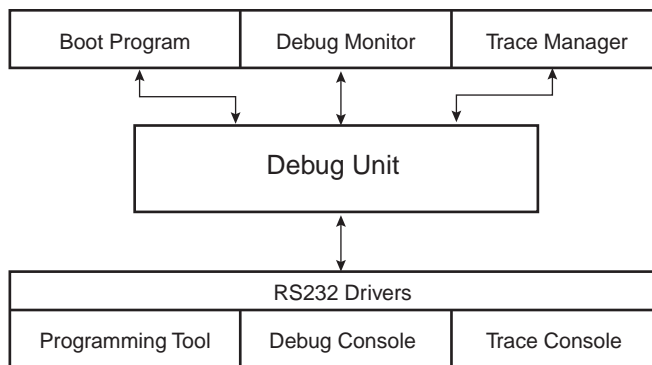 Boot Program
Debug Monitor
Trace Manager
Debug Unit
RS232 Drivers
Programming Tool
Debug Console
Trace Console